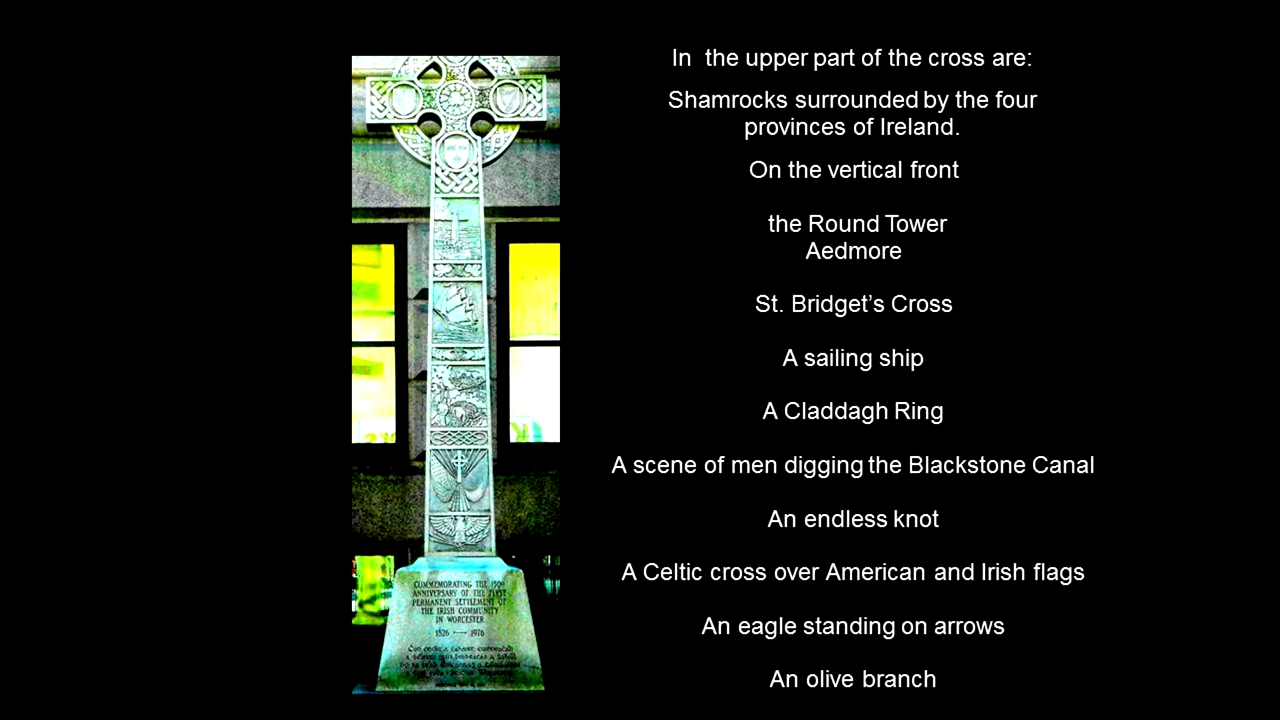 In the upper part of the cross are:
Shamrocks surrounded by the four
provinces of Ireland.
On the vertical front
the Round Tower
Aedmore
St. Bridget’s Cross
A sailing ship
A Claddagh Ring
A scene of men digging the Blackstone Canal
An endless knot
A Celtic cross over American and Irish flags
An eagle standing on arrows
An olive branch
COMMEMORATING THE 150th
ANNIVERSARY OF THE FIRST
PERMANENT SETTLEMENT OF
THE IRISH COMMUNITY
IN WORCESTER
1826 — 1976